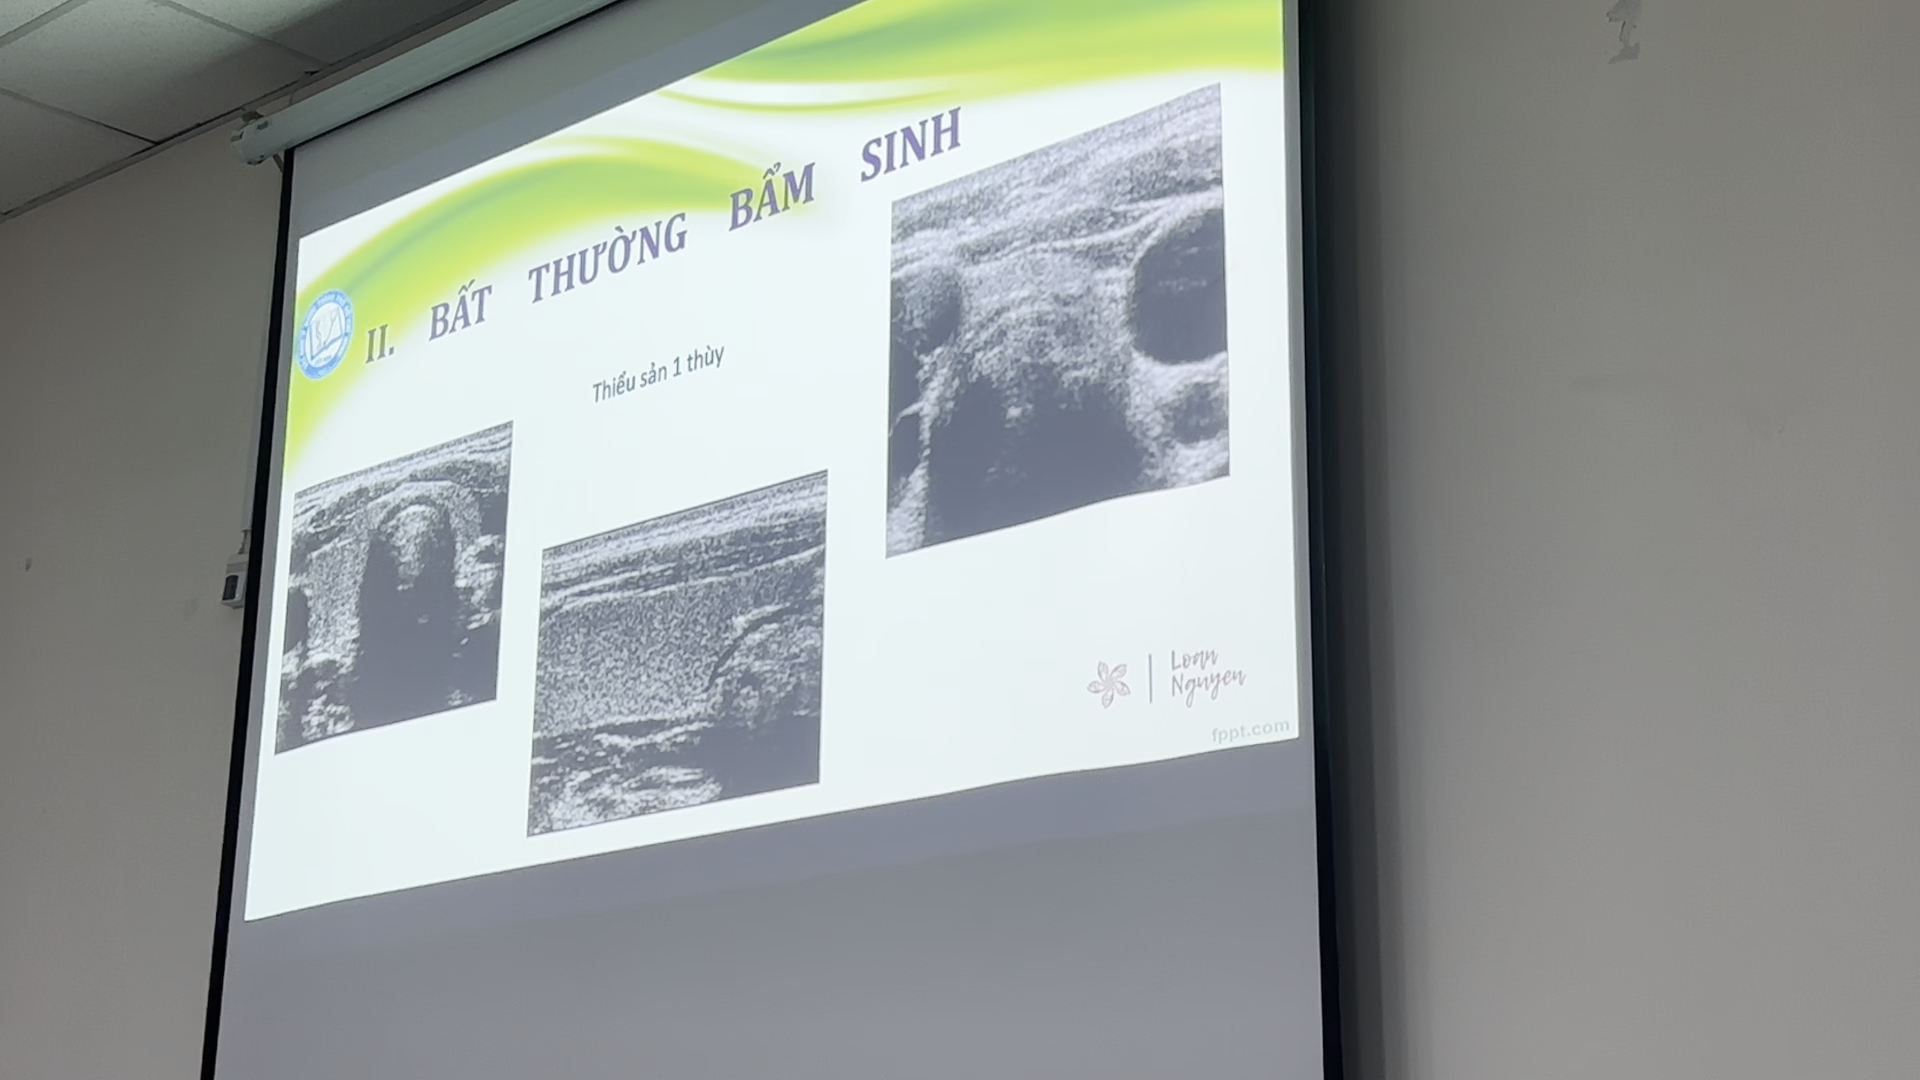 II. BẤT THƯỜNG BẨM SINH
Thiểu sản 1 thùy
Loan
Nguyen
fppt.com